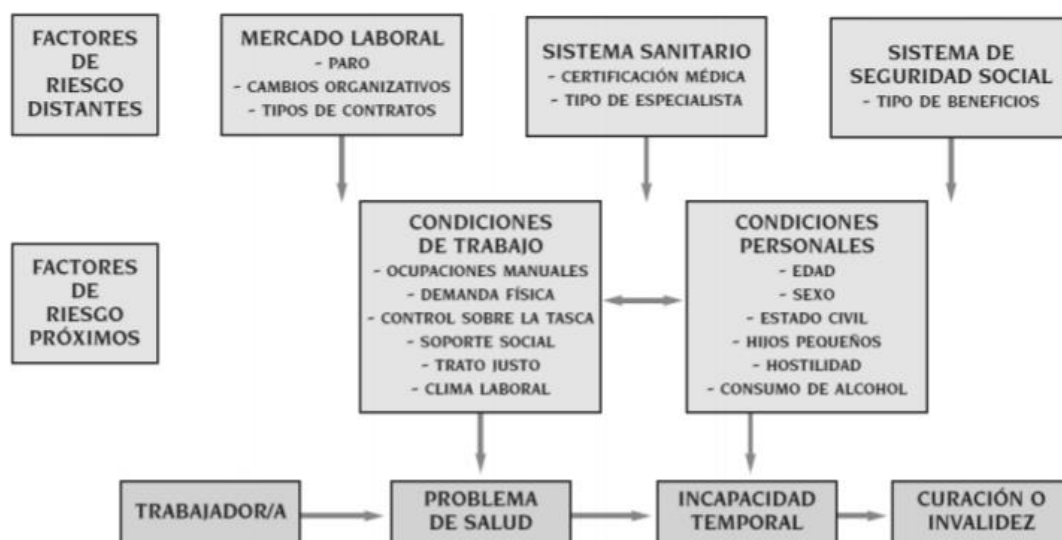 FACTORES
DE
RIESGO
DISTANTES
MERCADO LABORAL
- PARO
- CAMBIOS ORGANIZATIVOS
- TIPOS DE CONTRATOS
SISTEMA SANITARIO
- CERTIFICACIÓN MÉDICA
- TIPO DE ESPECIALISTA
SISTEMA DE
SEGURIDAD SOCIAL
- TIPO DE BENEFICIOS
FACTORES
DE
RIESGO
PRÓXIMOS
CONDICIONES
DE TRABAJO
- OCUPACIONES MANUALES
- DEMANDA FÍSICA
- CONTROL SOBRE LA TASCA
- SOPORTE SOCIAL
- TRATO JUSTO
- CLIMA LABORAL
CONDICIONES
PERSONALES
- EDAD
- SEXO
- ESTADO CIVIL
- HIJOS PEQUEÑOS
- HOSTILIDAD
- CONSUMO DE ALCOHOL
TRABAJADOR/A
PROBLEMA
DE SALUD
INCAPACIDAD
TEMPORAL
CURACIÓN O
INVALIDEZ